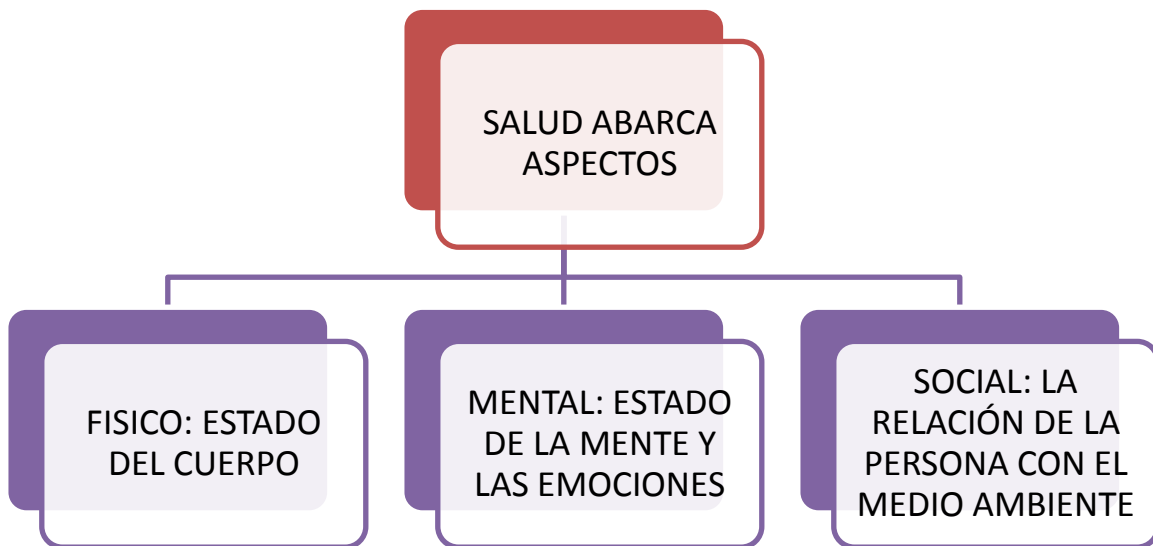 SALUD ABARCA
ASPECTOS
FISICO: ESTADO
DEL CUERPO
MENTAL: ESTADO
DE LA MENTE Y
LAS EMOCIONES
SOCIAL: LA
RELACIÓN DE LA
PERSONA CON EL
MEDIO AMBIENTE